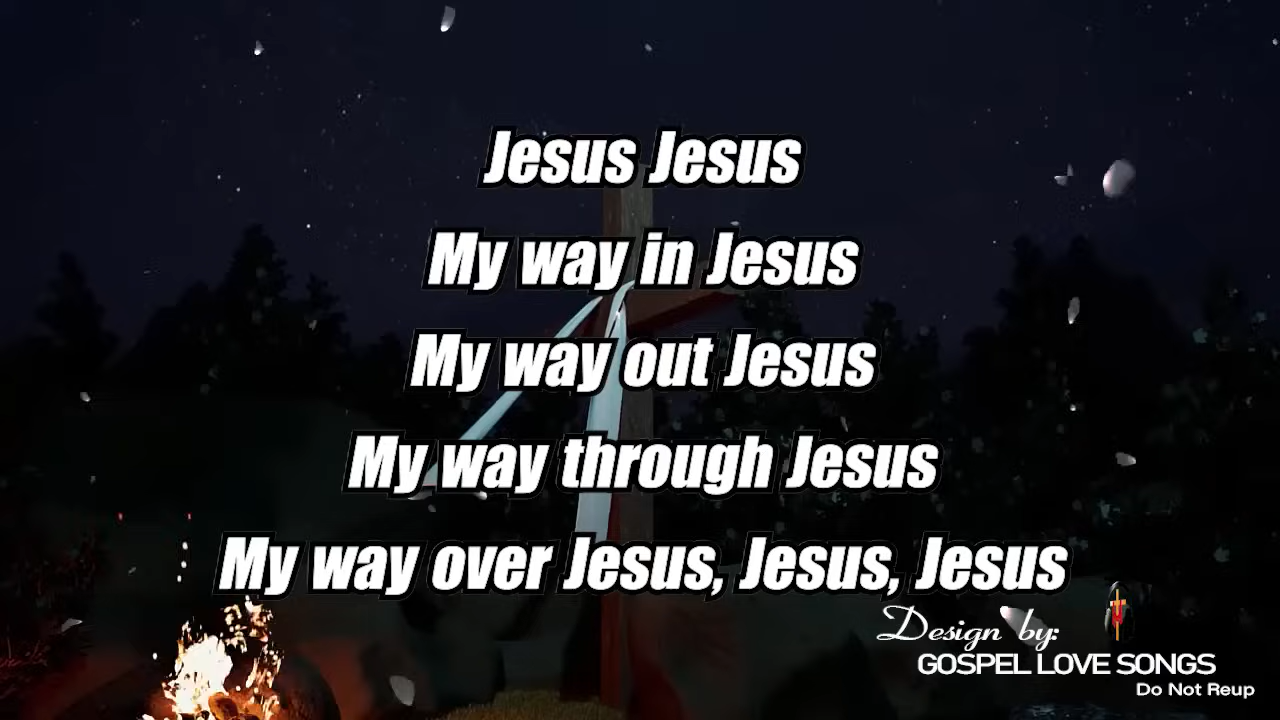 Jesus Jesus
My way in Jesus
My way out Jesus
My way through Jesus
My way over Jesus, Jesus, Jesus
Design by:
GOSPEL LOVE SONGS
Do Not Reup